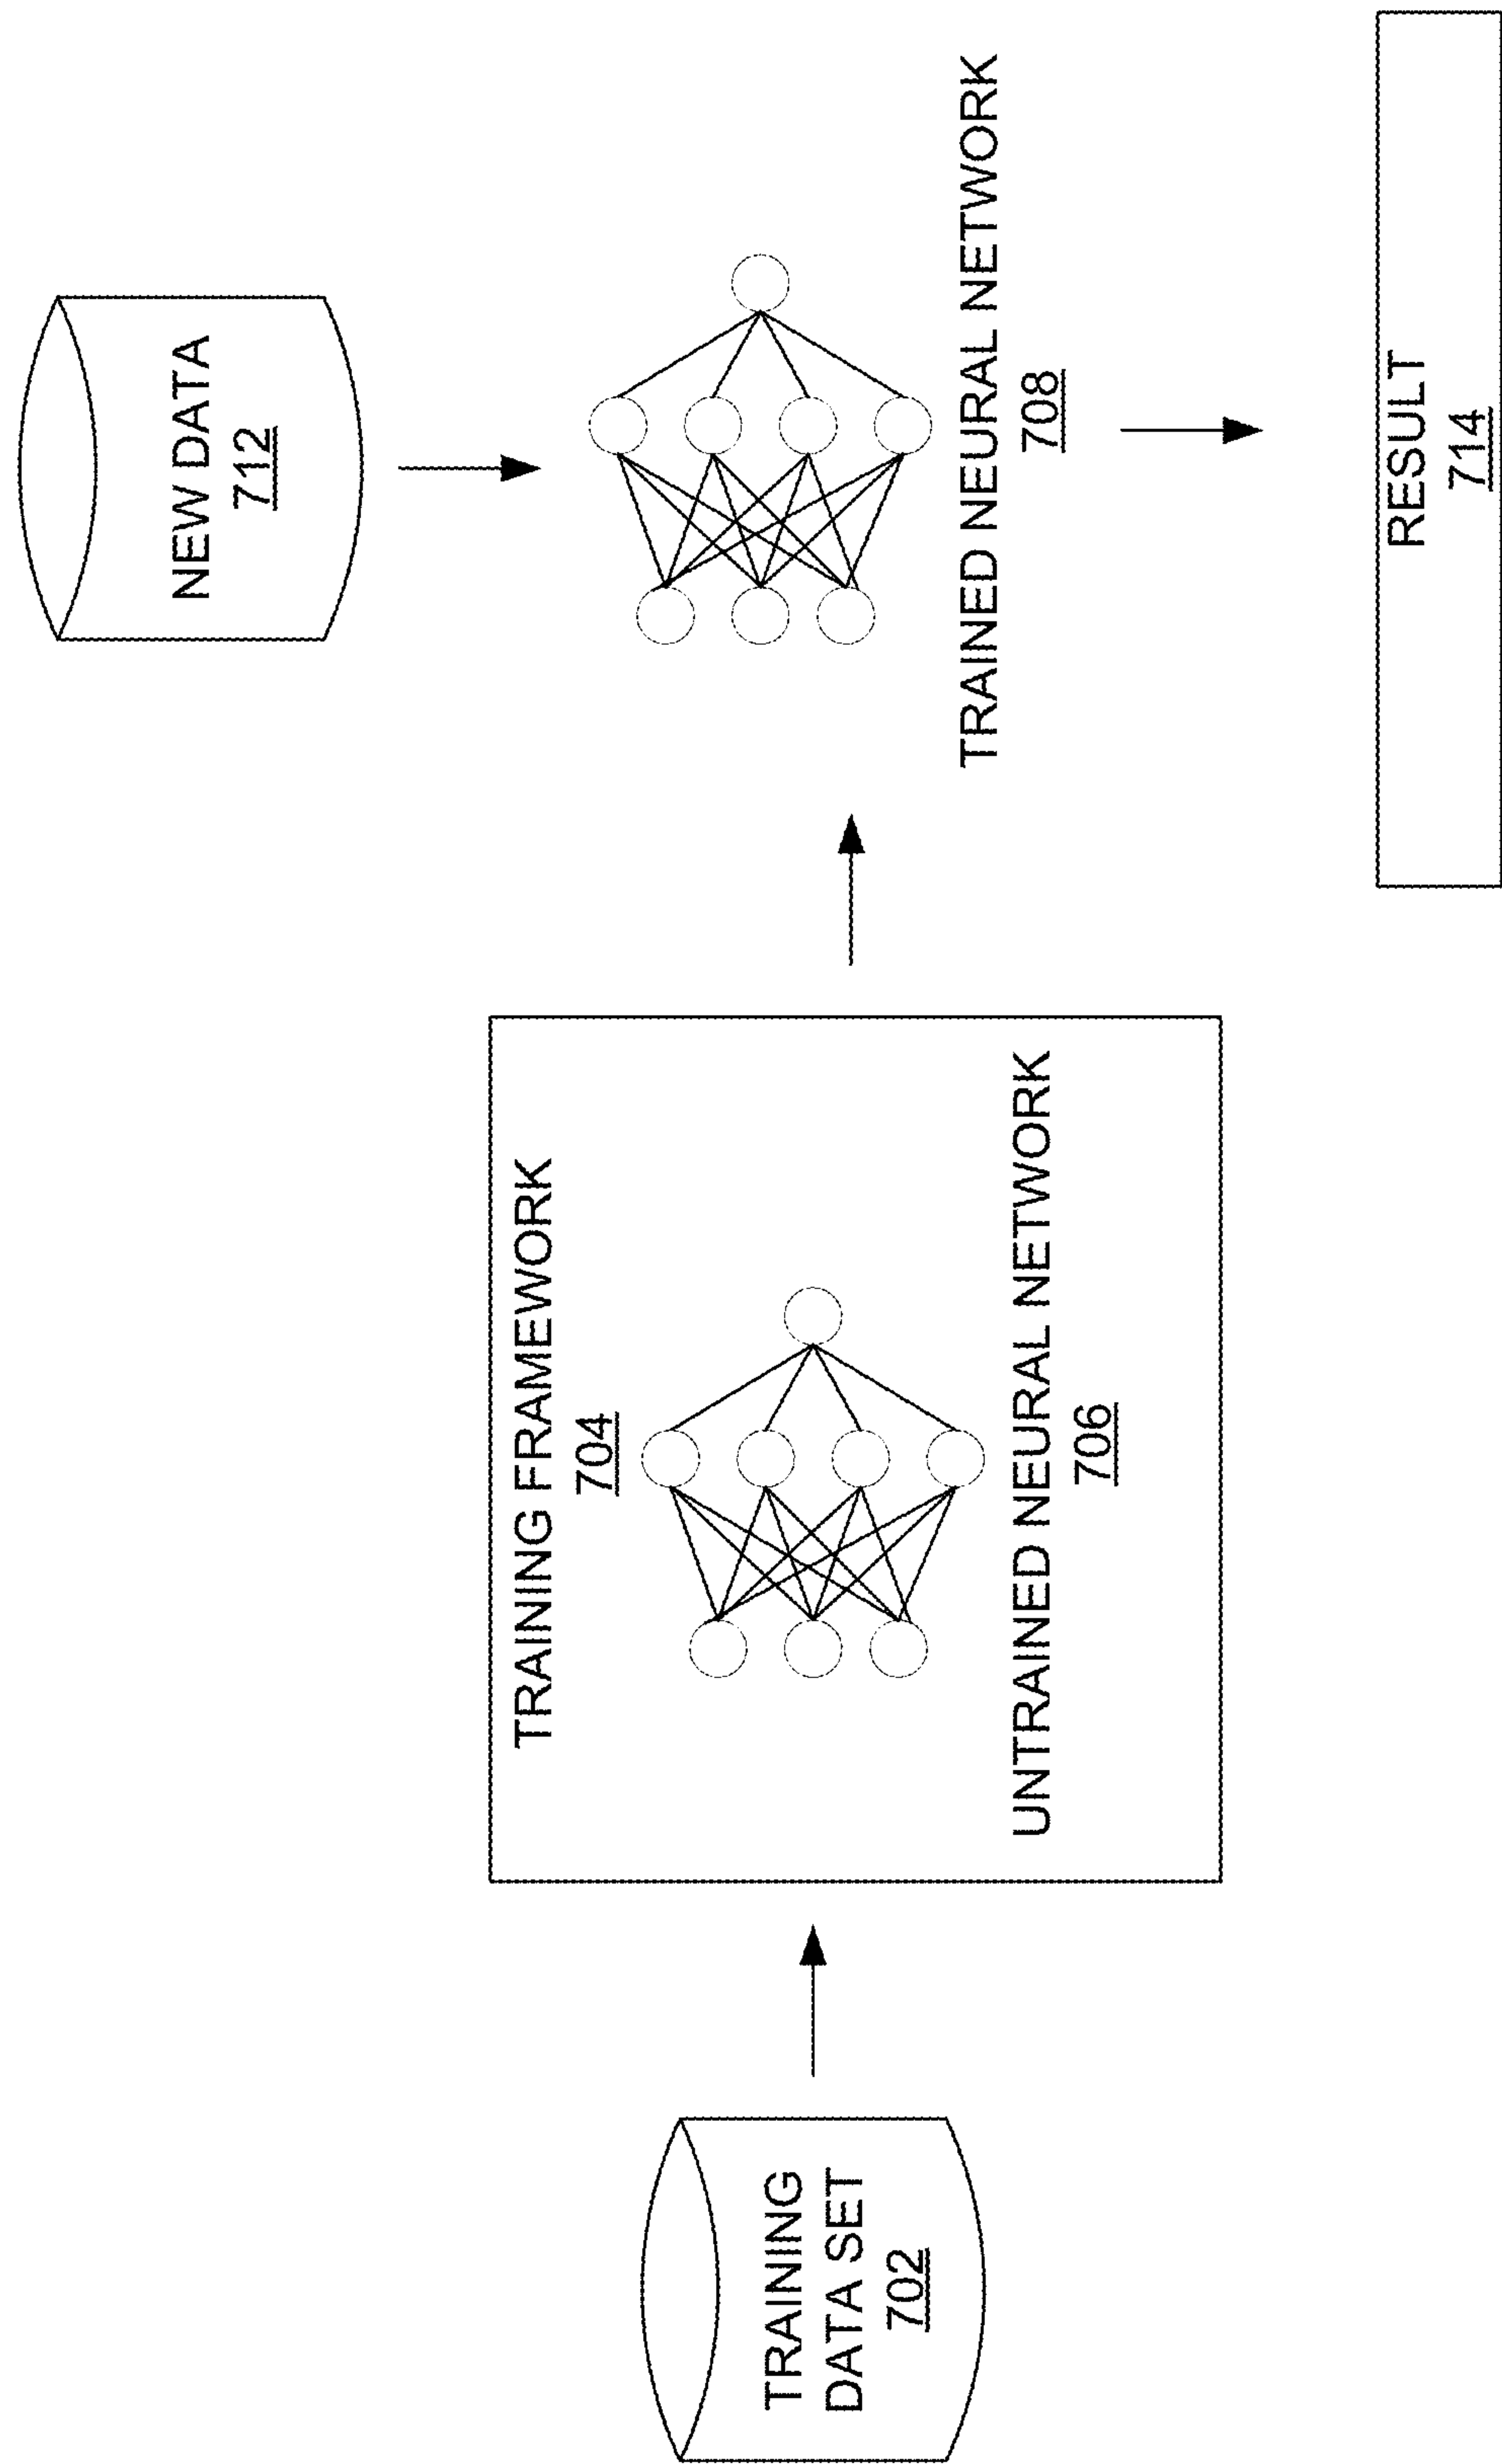 TRAINING
DATA SET
702
TRAINING FRAMEWORK
704
UNTRAINED NEURAL NETWORK
706
NEW DATA
712
TRAINED NEURAL NETWORK
708
RESULT
714